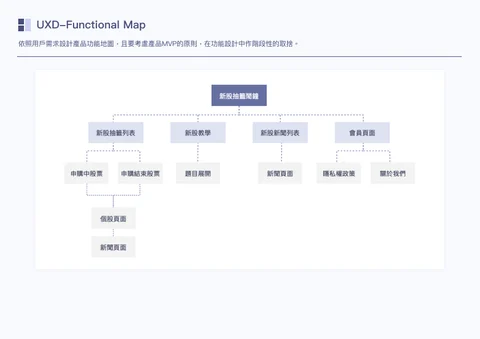 UXD–Functional Map
依照用戶需求設計產品功能地圖，且要考慮產品MVP的原則，在功能設計中作階段性的取捨。
新股抽籤鬧鐘
新股抽籤列表
新股教學
新股新聞列表
會員頁面
申購中股票
申購結束股票
題目展開
新聞頁面
隱私權政策
關於我們
個股頁面
新聞頁面